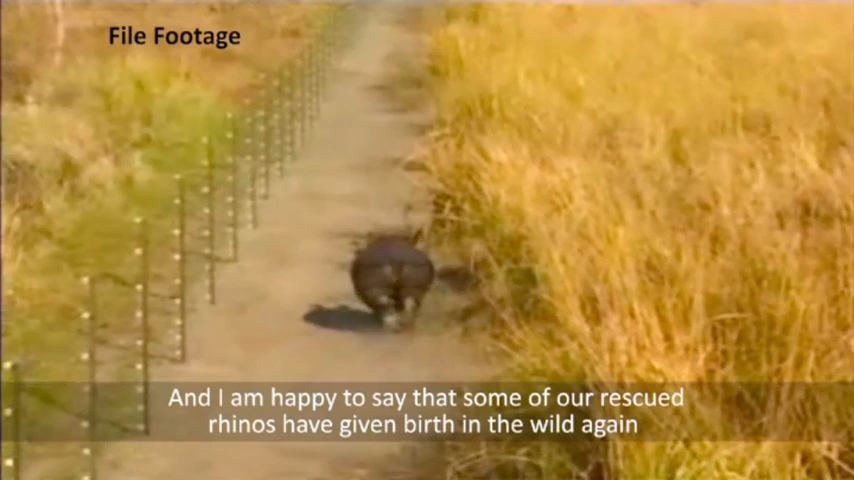 File Footage
And I am happy to say that some of our rescued
rhinos have given birth in the wild again